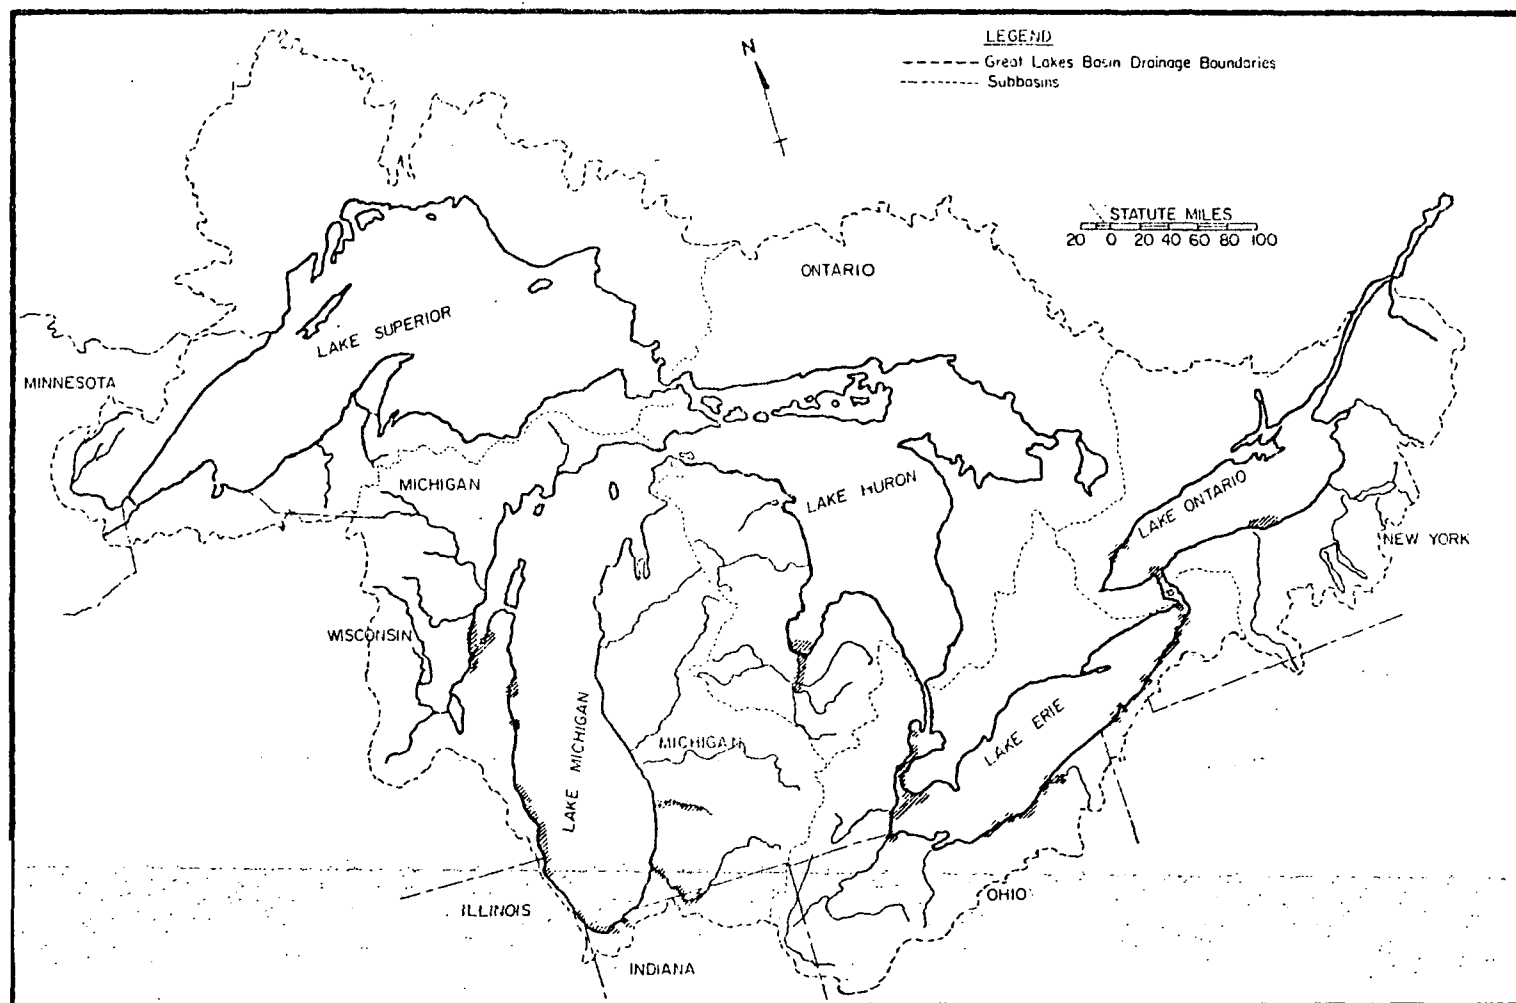 LEGEND
Great Lakes Basin Drainage Boundaries
Subbasins
N
STATUTE MILES
20 0 20 40 60 80 100
ONTARIO
LAKE SUPERIOR
MINNESOTA
MICHIGAN
LAKE HURON
LAKE ONTARIO
NEW YORK
WISCONSIN
LAKE MICHIGAN
MICHIGAN
LAKE ERIE
ILLINOIS
OHIO
INDIANA